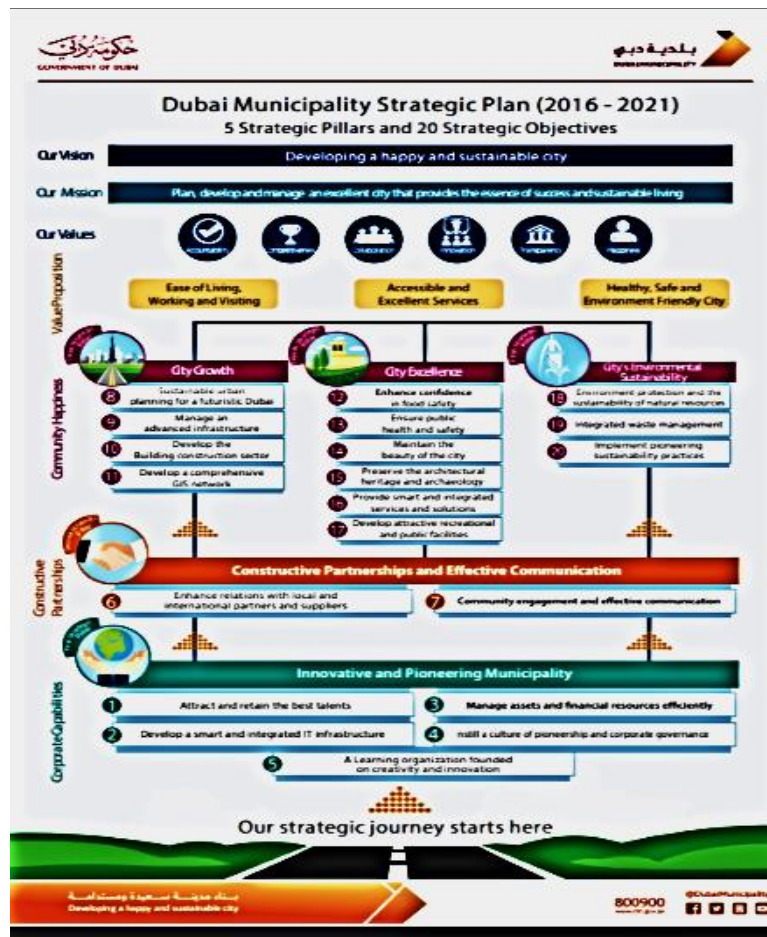 حكومة دبي
GOVERNMENT OF DUBAI
بلدية دبي
DUBAI MUNICIPALITY
Dubai Municipality Strategic Plan (2016 - 2021)
5 Strategic Pillars and 20 Strategic Objectives
Our Vision
Developing a happy and sustainable city
Our Mission
Plan, develop and manage an excellent city that provides the essence of success and sustainable living
Our Values
Accountability
Collaboration
Innovation
Transparency
Happiness
Value Proposition
Ease of Living,
Working and Visiting
Accessible and
Excellent Services
Healthy, Safe and
Environment Friendly City
Community Happiness
City Growth
8 Sustainable urban
planning for a futuristic Dubai
9 Manage an
advanced infrastructure
10 Develop the
Building construction sector
11 Develop a comprehensive
GIS network
City Excellence
12 Enhance confidence
in food safety
13 Ensure public
health and safety
14 Maintain the
beauty of the city
15 Preserve the architectural
heritage and archaeology
16 Provide smart and integrated
services and solutions
17 Develop attractive recreational
and public facilities
City's Environmental
Sustainability
18 Environment protection and the
sustainability of natural resources
19 Integrated waste management
20 Implement pioneering
sustainability practices
Constructive
Partnerships
Constructive Partnerships and Effective Communication
6 Enhance relations with local and
international partners and suppliers
7 Community engagement and effective communication
Corporate Capabilities
Innovative and Pioneering Municipality
1 Attract and retain the best talents
2 Develop a smart and integrated IT infrastructure
3 Manage assets and financial resources efficiently
4 Instill a culture of pioneership and corporate governance
5 A Learning organization founded
on creativity and innovation
Our strategic journey starts here
بناء مدينة سعيدة ومستدامة
Developing a happy and sustainable city
800900
@DubaiMunicipality